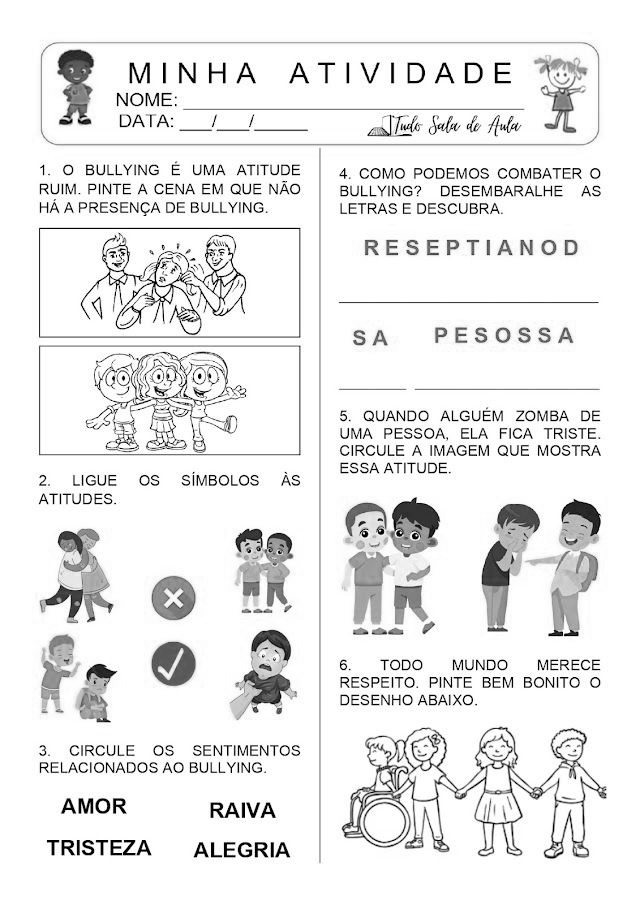 MINHA ATIVIDADE
NOME: ______________________________
DATA: ___/___/_____
Tudo Sala de Aula
1. O BULLYING É UMA ATITUDE
RUIM. PINTE A CENA EM QUE NÃO
HÁ A PRESENÇA DE BULLYING.
2. LIGUE OS SÍMBOLOS ÀS
ATITUDES.
3. CIRCULE OS SENTIMENTOS
RELACIONADOS AO BULLYING.
AMOR RAIVA
TRISTEZA ALEGRIA
4. COMO PODEMOS COMBATER O
BULLYING? DESEMBARALHE AS
LETRAS E DESCUBRA.
RESEPTIANOD
SA PESOSSA
5. QUANDO ALGUÉM ZOMBA DE
UMA PESSOA, ELA FICA TRISTE.
CIRCULE A IMAGEM QUE MOSTRA
ESSA ATITUDE.
6. TODO MUNDO MERECE
RESPEITO. PINTE BEM BONITO O
DESENHO ABAIXO.